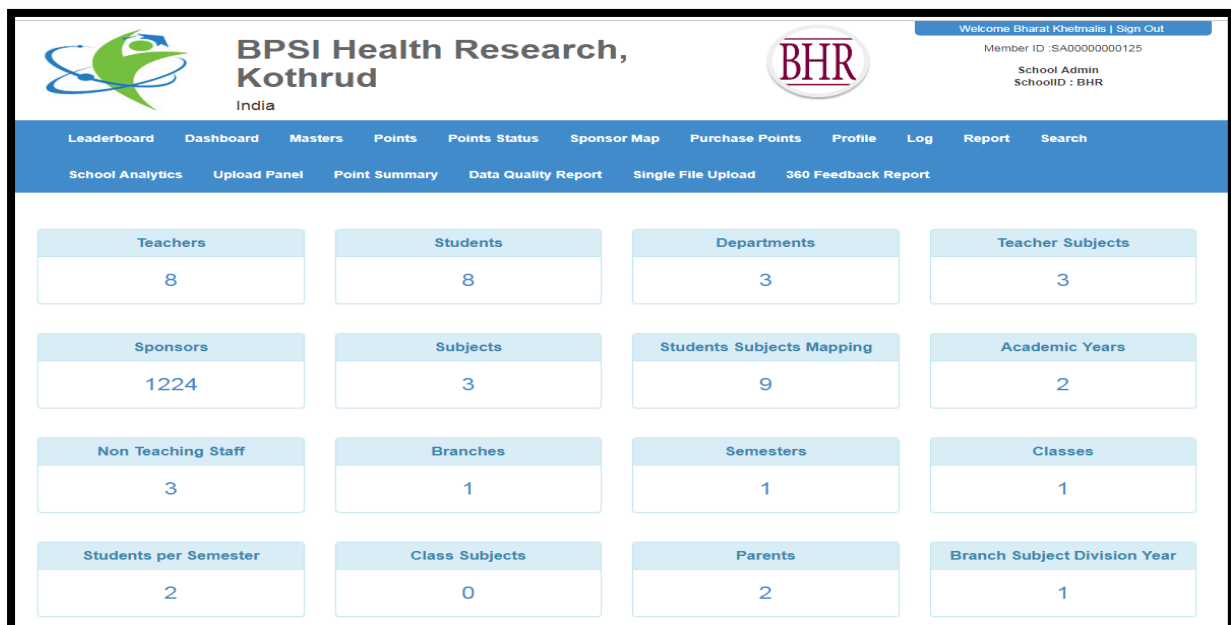 Welcome Bharat Khetmalis | Sign Out
BPSI Health Research,
Kothrud
India
BHR
Member ID :SA00000000125
School Admin
SchoolID : BHR
Leaderboard Dashboard Masters Points Points Status Sponsor Map Purchase Points Profile Log Report Search
School Analytics Upload Panel Point Summary Data Quality Report Single File Upload 360 Feedback Report
Teachers Students Departments Teacher Subjects
8 8 3 3
Sponsors Subjects Students Subjects Mapping Academic Years
1224 3 9 2
Non Teaching Staff Branches Semesters Classes
3 1 1 1
Students per Semester Class Subjects Parents Branch Subject Division Year
2 0 2 1